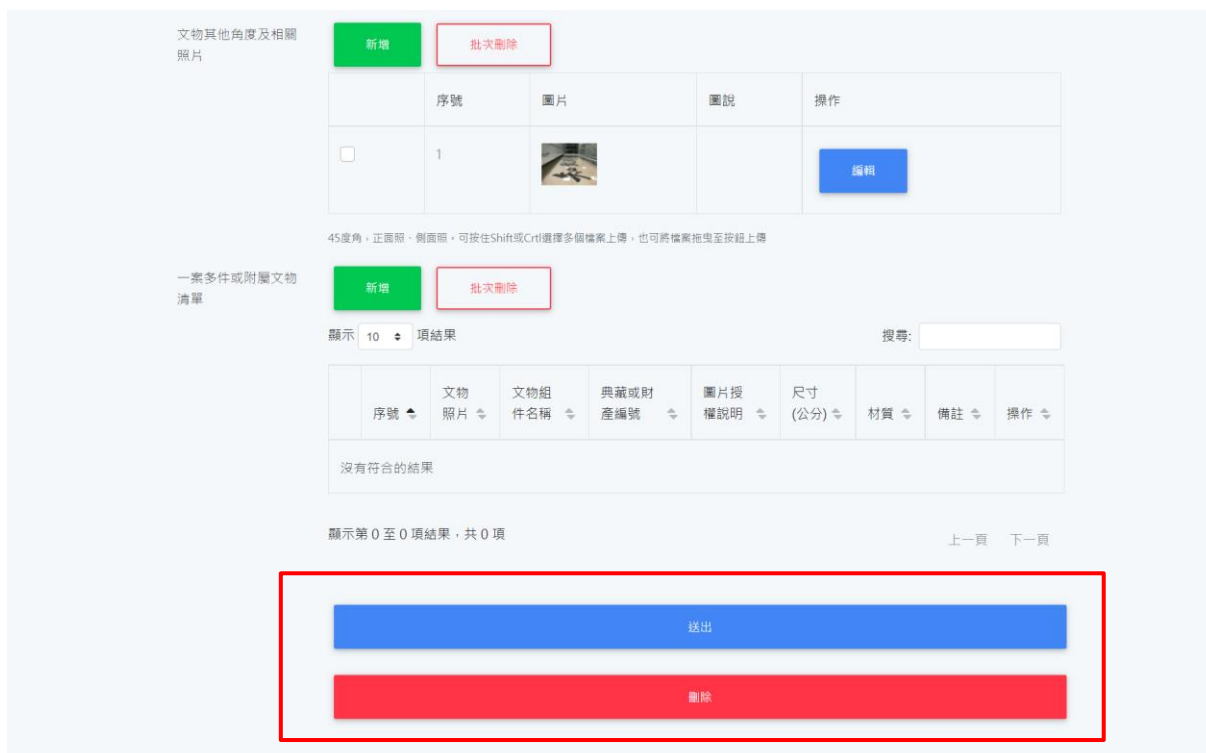 文物其他角度及相關
照片
新增
批次刪除
序號 圖片 圖說 操作
1
編輯
45度角，正面照、側面照，可按住Shift或Crtl選擇多個檔案上傳，也可將檔案拖曳至按鈕上傳
一案多件或附屬文物
清單
新增
批次刪除
顯示 10 項結果
搜尋:
序號
文物
照片
文物組
件名稱
典藏或財
產編號
圖片授
權說明
尺寸
(公分)
材質
備註
操作
沒有符合的結果
顯示第 0 至 0 項結果，共 0 項
上一頁 下一頁
送出
刪除